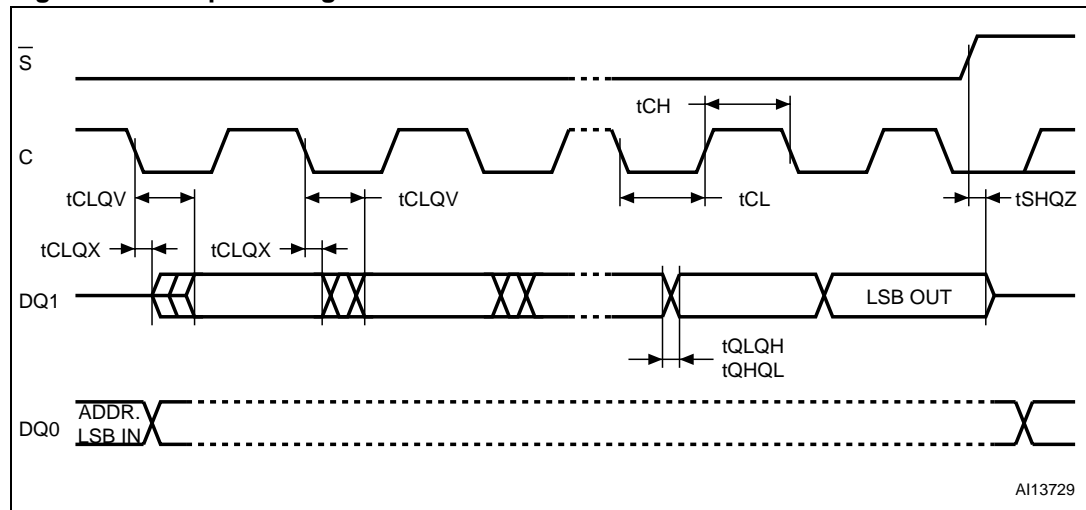 S
tCH
C
tCLQV
tCLQV
tCL
tSHQZ
tCLQX
tCLQX
DQ1
LSB OUT
tQLQH
tQHQL
ADDR.
DQ0
LSB IN
AI13729